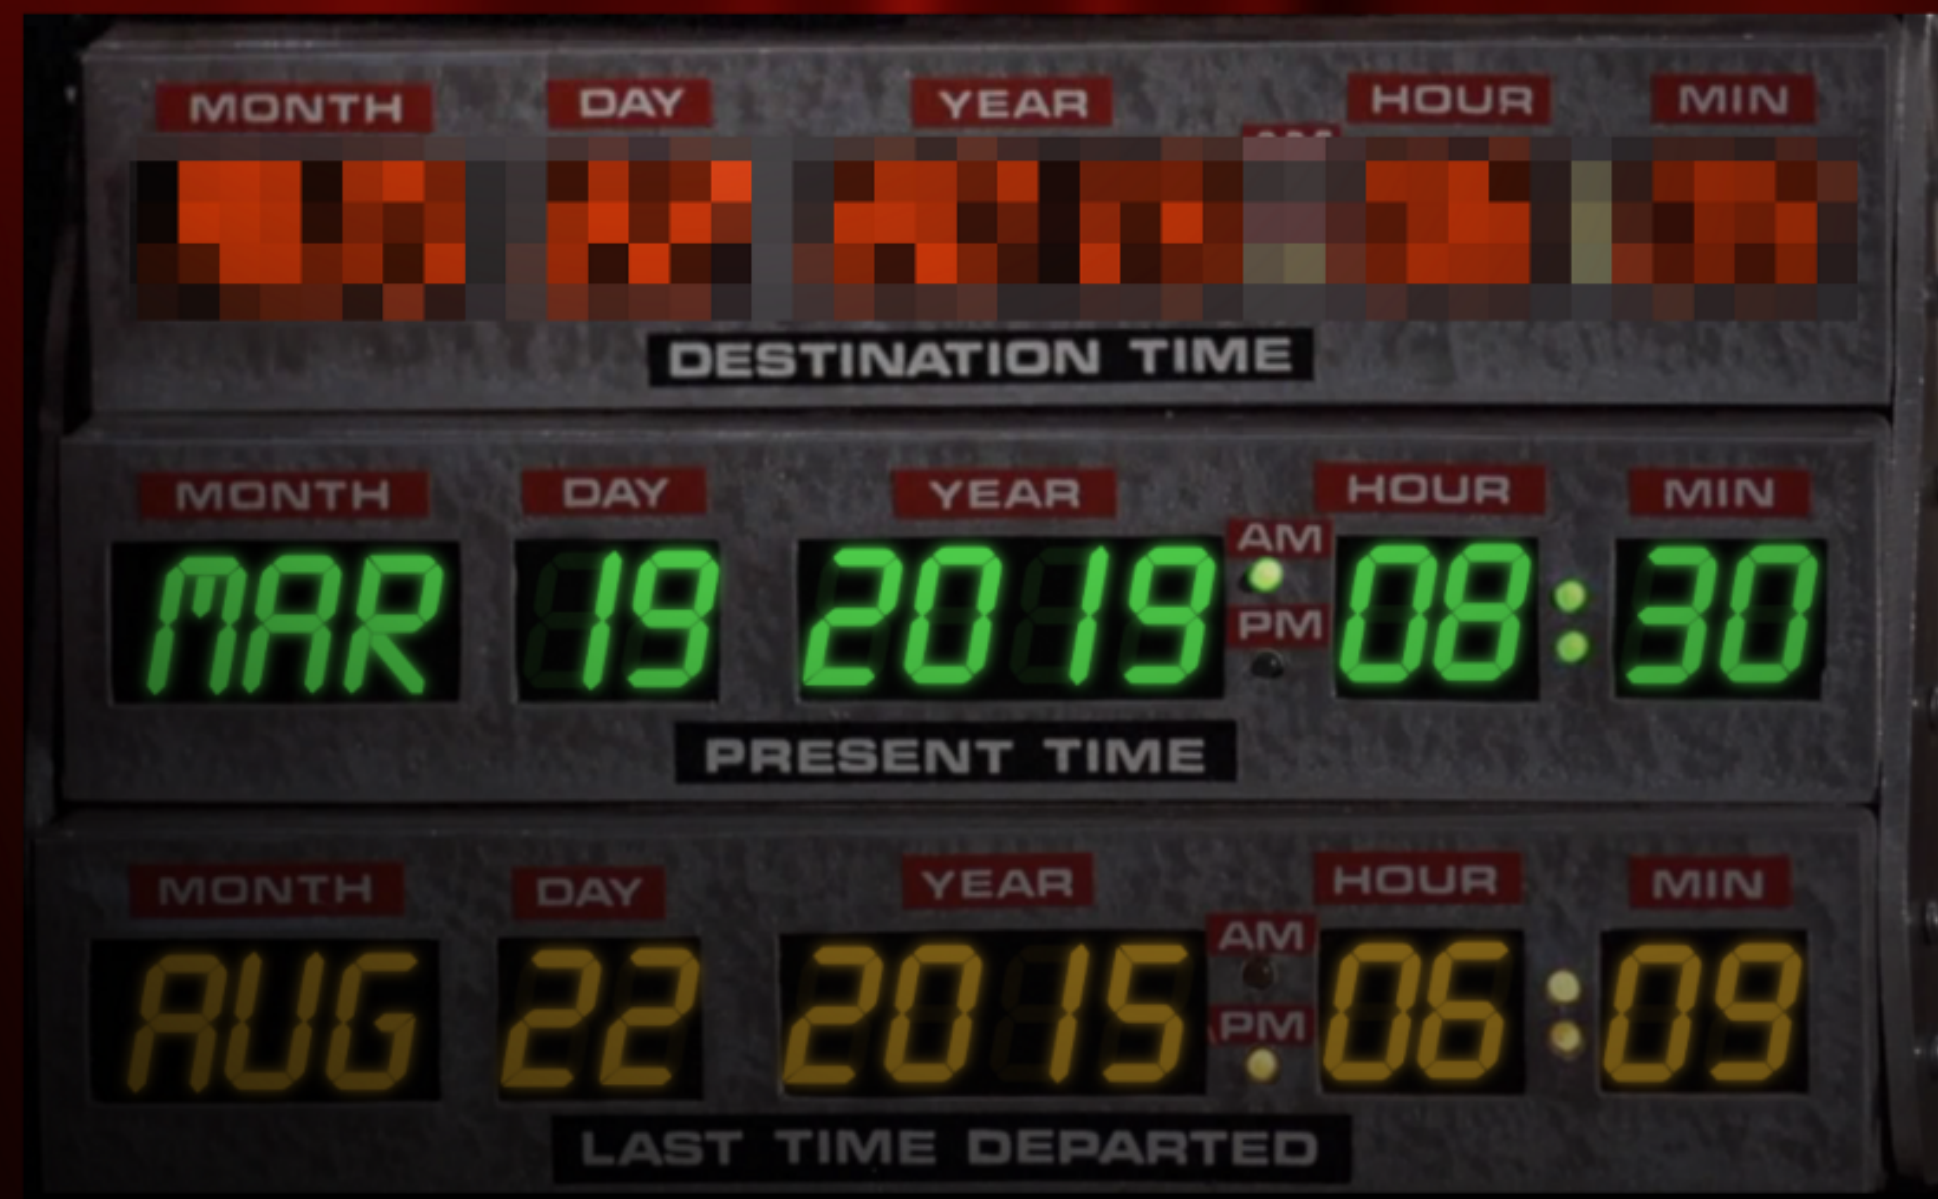 MONTH DAY YEAR HOUR MIN
DESTINATION TIME
MONTH DAY YEAR HOUR MIN
AM
MAR 19 2019 08:30
PM
PRESENT TIME
MONTH DAY YEAR HOUR MIN
AM
AUG 22 2015 06:09
PM
LAST TIME DEPARTED